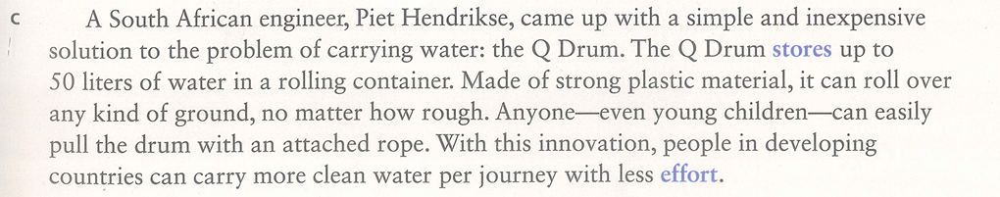 C A South African engineer, Piet Hendrikse, came up with a simple and inexpensive
solution to the problem of carrying water: the Q Drum. The Q Drum stores up to
50 liters of water in a rolling container. Made of strong plastic material, it can roll over
any kind of ground, no matter how rough. Anyone—even young children—can easily
pull the drum with an attached rope. With this innovation, people in developing
countries can carry more clean water per journey with less effort.